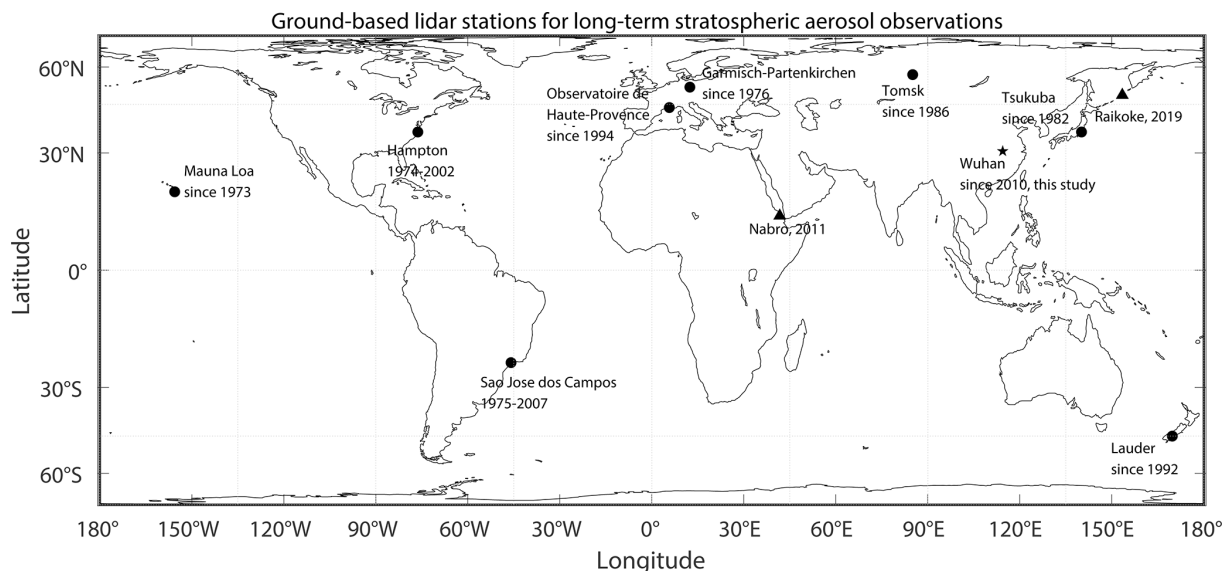 Ground-based lidar stations for long-term stratospheric aerosol observations
60°N
30°N
0°
30°S
60°S
Latitude
Garmisch-Partenkirchen
since 1976
Observatoire de
Haute-Provence
since 1994
Tomsk
since 1986
Tsukuba
since 1982
Raikoke, 2019
Hampton
1974-2002
Mauna Loa
since 1973
Wuhan
since 2010, this study
Nabro, 2011
Sao Jose dos Campos
1975-2007
Lauder
since 1992
180° 150°W 120°W 90°W 60°W 30°W 0° 30°E 60°E 90°E 120°E 150°E 180°
Longitude